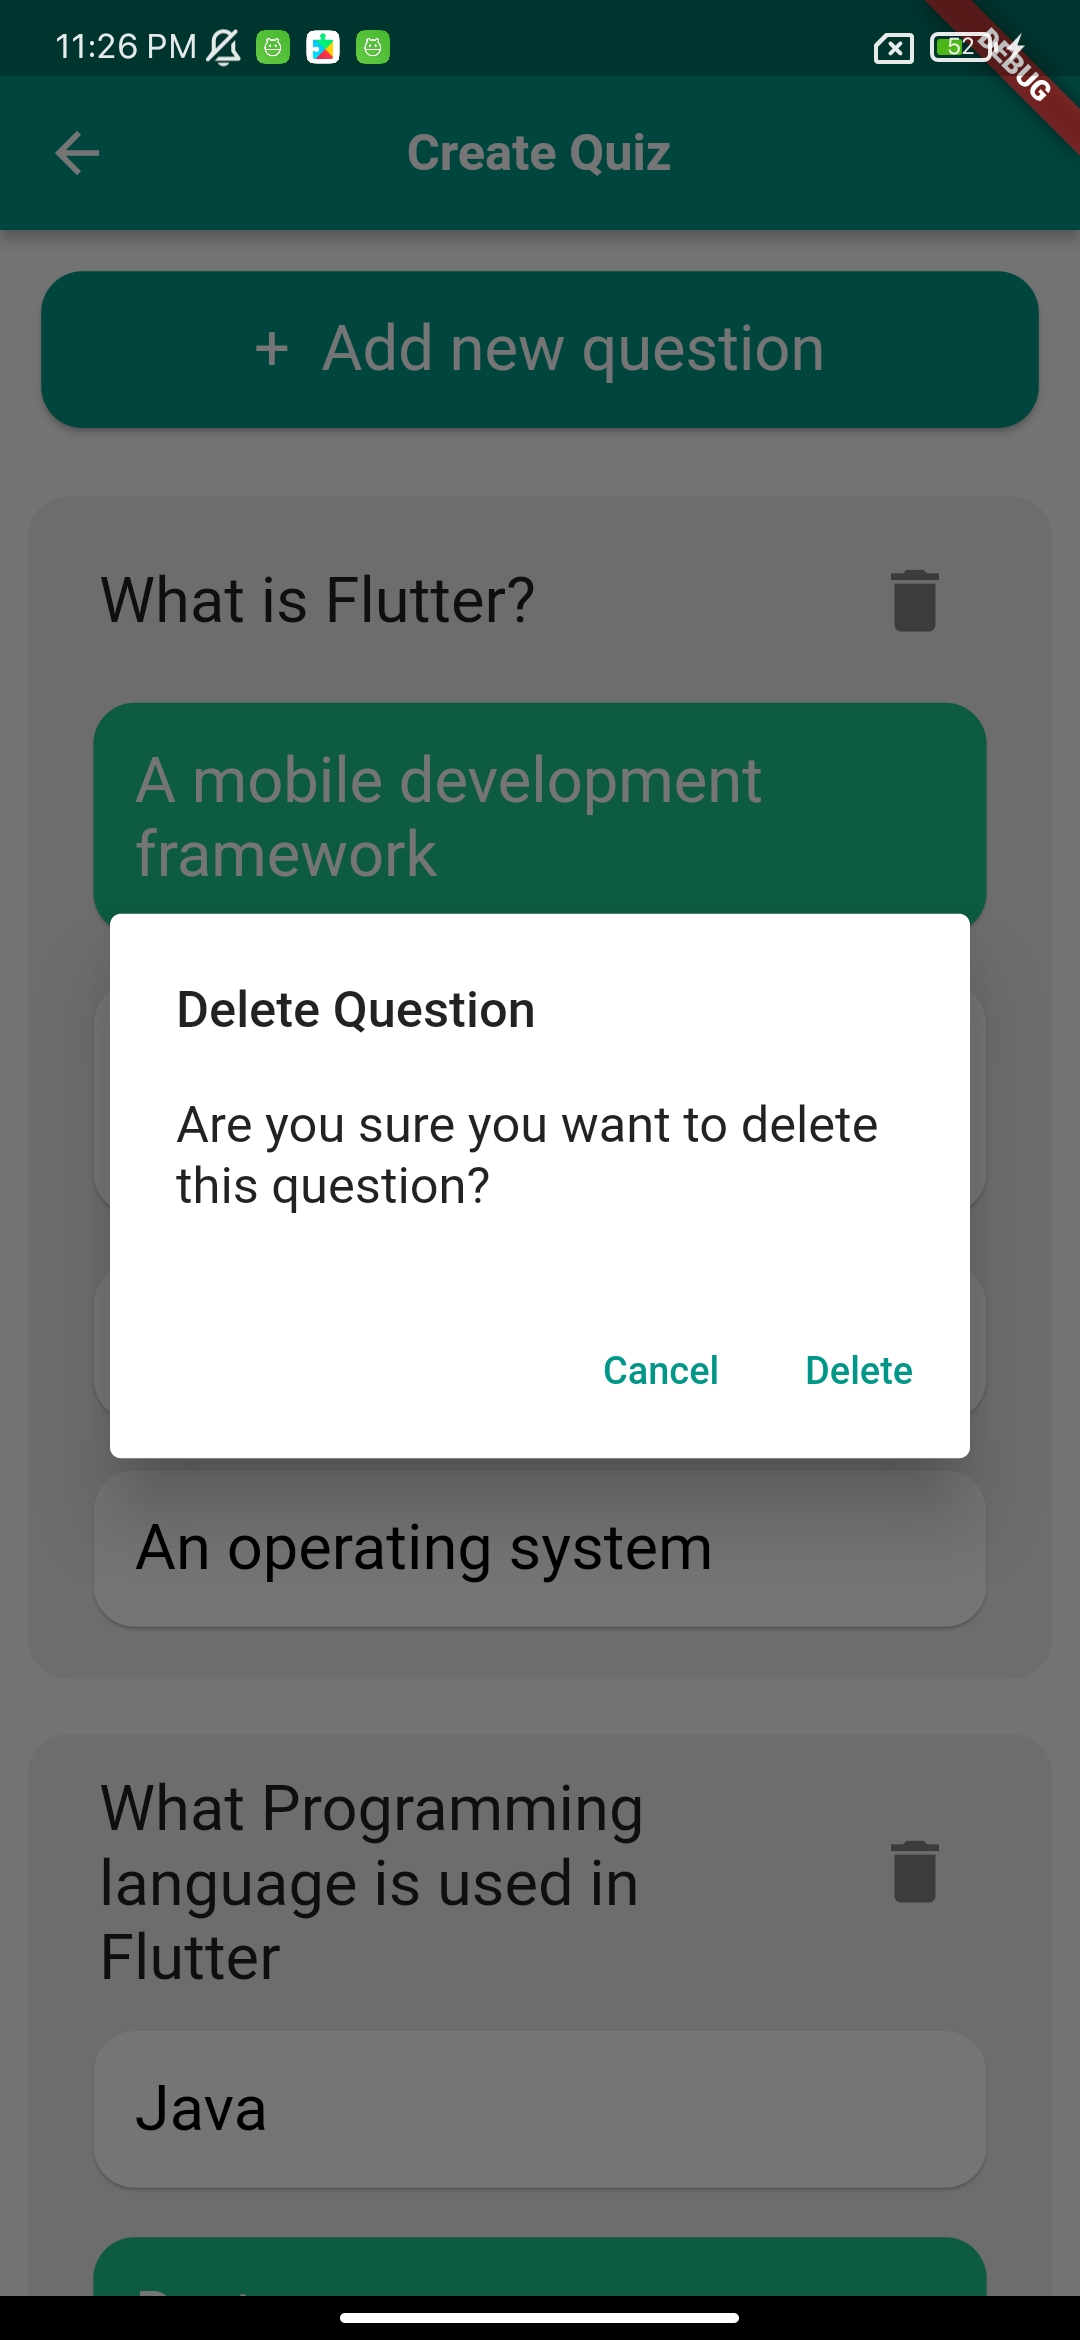 11:26 PM
52
DEBUG
Create Quiz
+ Add new question
What is Flutter?
A mobile development
framework
Delete Question
Are you sure you want to delete
this question?
Cancel Delete
An operating system
What Programming
language is used in
Flutter
Java